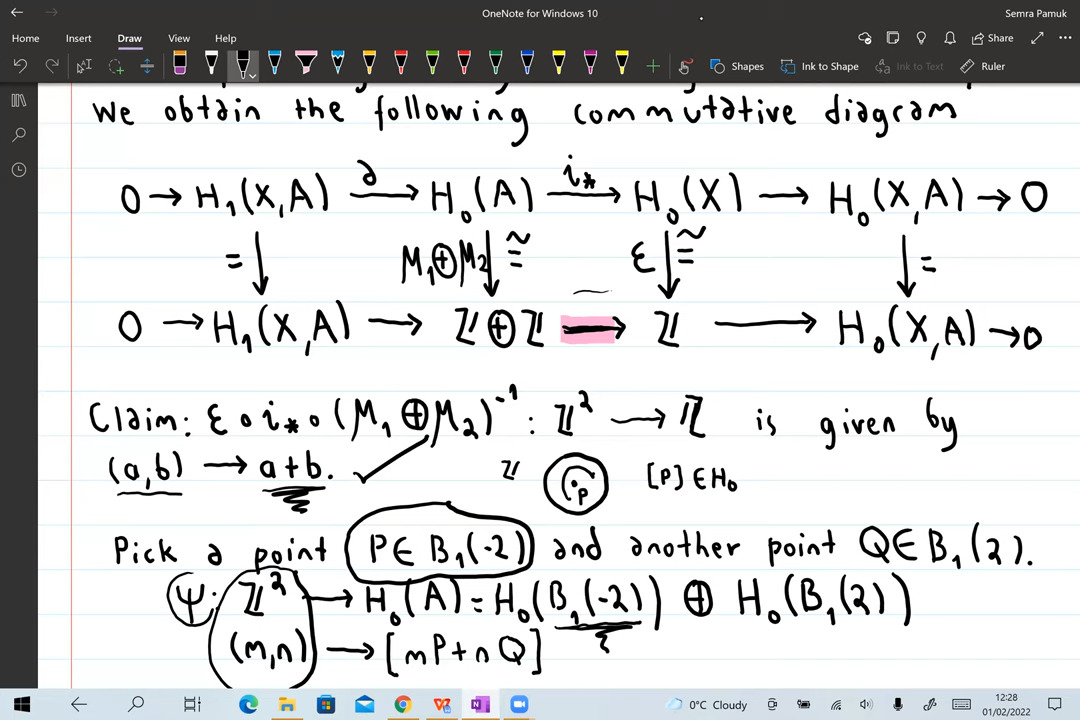 OneNote for Windows 10
Semra Pamuk
Home Insert Draw View Help
Share
Shapes Ink to Shape Ink to Text Ruler
we obtain the following commutative diagram
0 → H₁(X,A) —∂→ H₀(A) —i*→ H₀(X) → H₀(X,A) → 0
= ↓ M₁⊕M₂ ↓ ≅ ε ↓ ≅ ↓ =
0 → H₁(X,A) → ℤ⊕ℤ → ℤ → H₀(X,A) → 0
Claim: ε∘i*∘(M₁⊕M₂)⁻¹: ℤ² → ℤ is given by
(a,b) → a+b. ✓ ℤ p [p]∈H₀
Pick a point P∈B₁(-2) and another point Q∈B₁(2).
Ψ: ℤ² → H₀(A) = H₀(B₁(-2)) ⊕ H₀(B₁(2))
(m,n) → [mP+nQ]
0°C Cloudy
12:28
01/02/2022